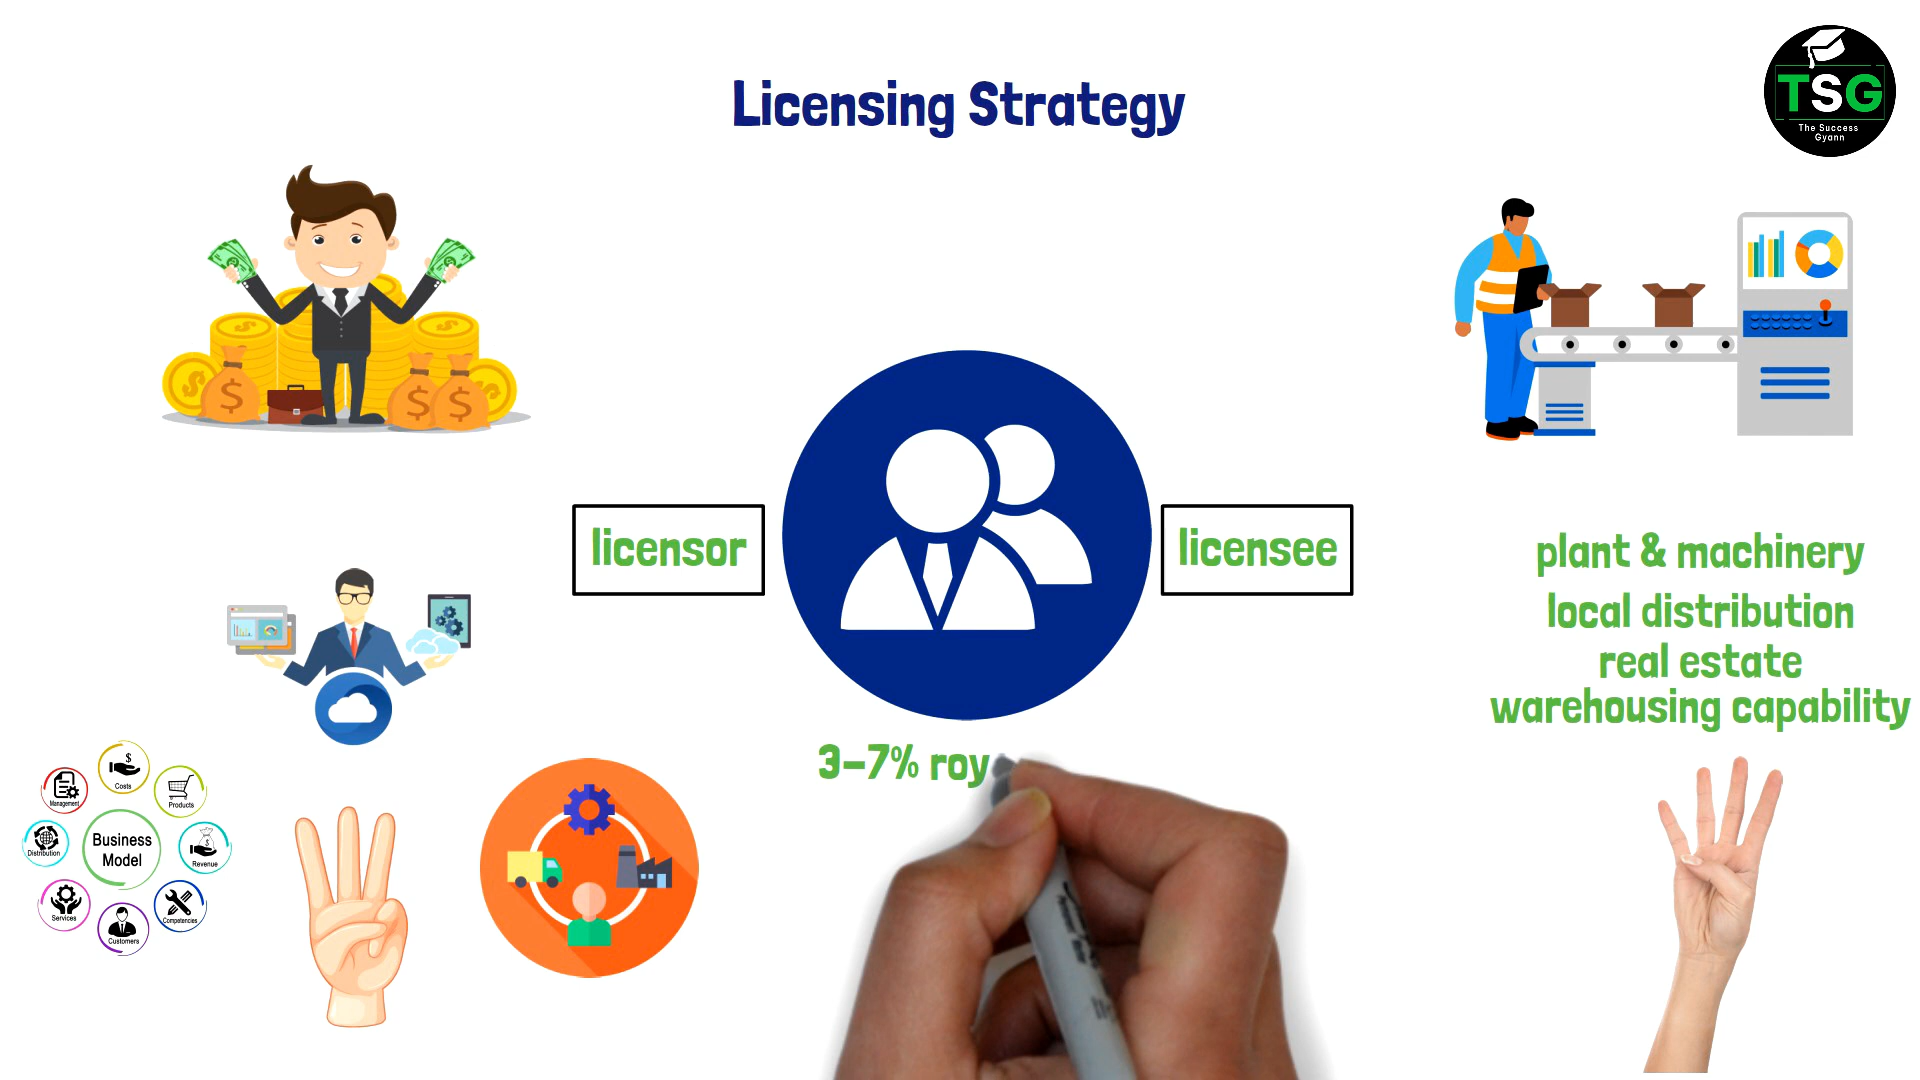 Licensing Strategy
TSG
The Success
Gyann
licensor
licensee
plant & machinery
local distribution
real estate
warehousing capability
3-7% roy
Business
Model
Costs
Products
Revenue
Competencies
Customers
Services
Distribution
Management